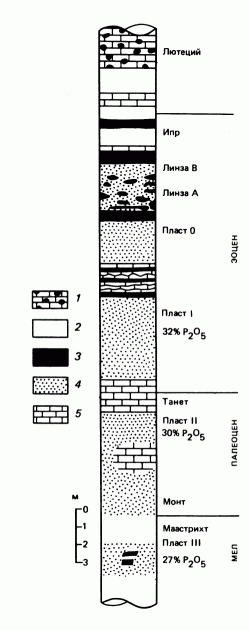 Лютеций
Ипр
Линза В
Линза А
Пласт 0
ЭОЦЕН
Пласт I
32% P₂O₅
Танет
Пласт II
30% P₂O₅
ПАЛЕОЦЕН
Монт
Маастрихт
Пласт III
27% P₂O₅
МЕЛ
1
2
3
4
5
м
0
1
2
3